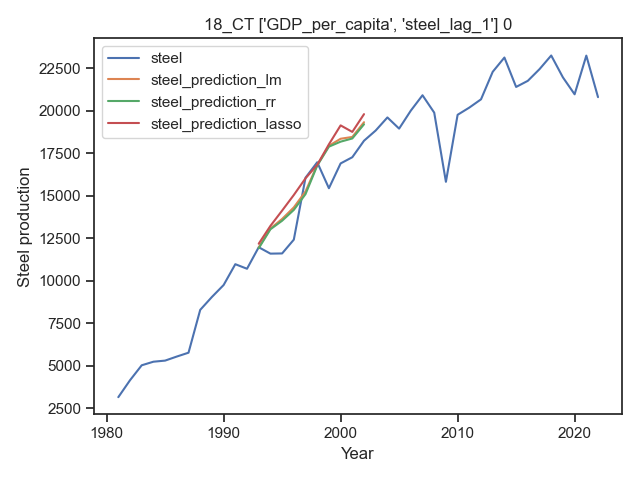 18_CT ['GDP_per_capita', 'steel_lag_1'] 0
steel
steel_prediction_lm
steel_prediction_rr
steel_prediction_lasso
22500
20000
17500
15000
12500
10000
7500
5000
2500
Steel production
1980
1990
2000
2010
2020
Year